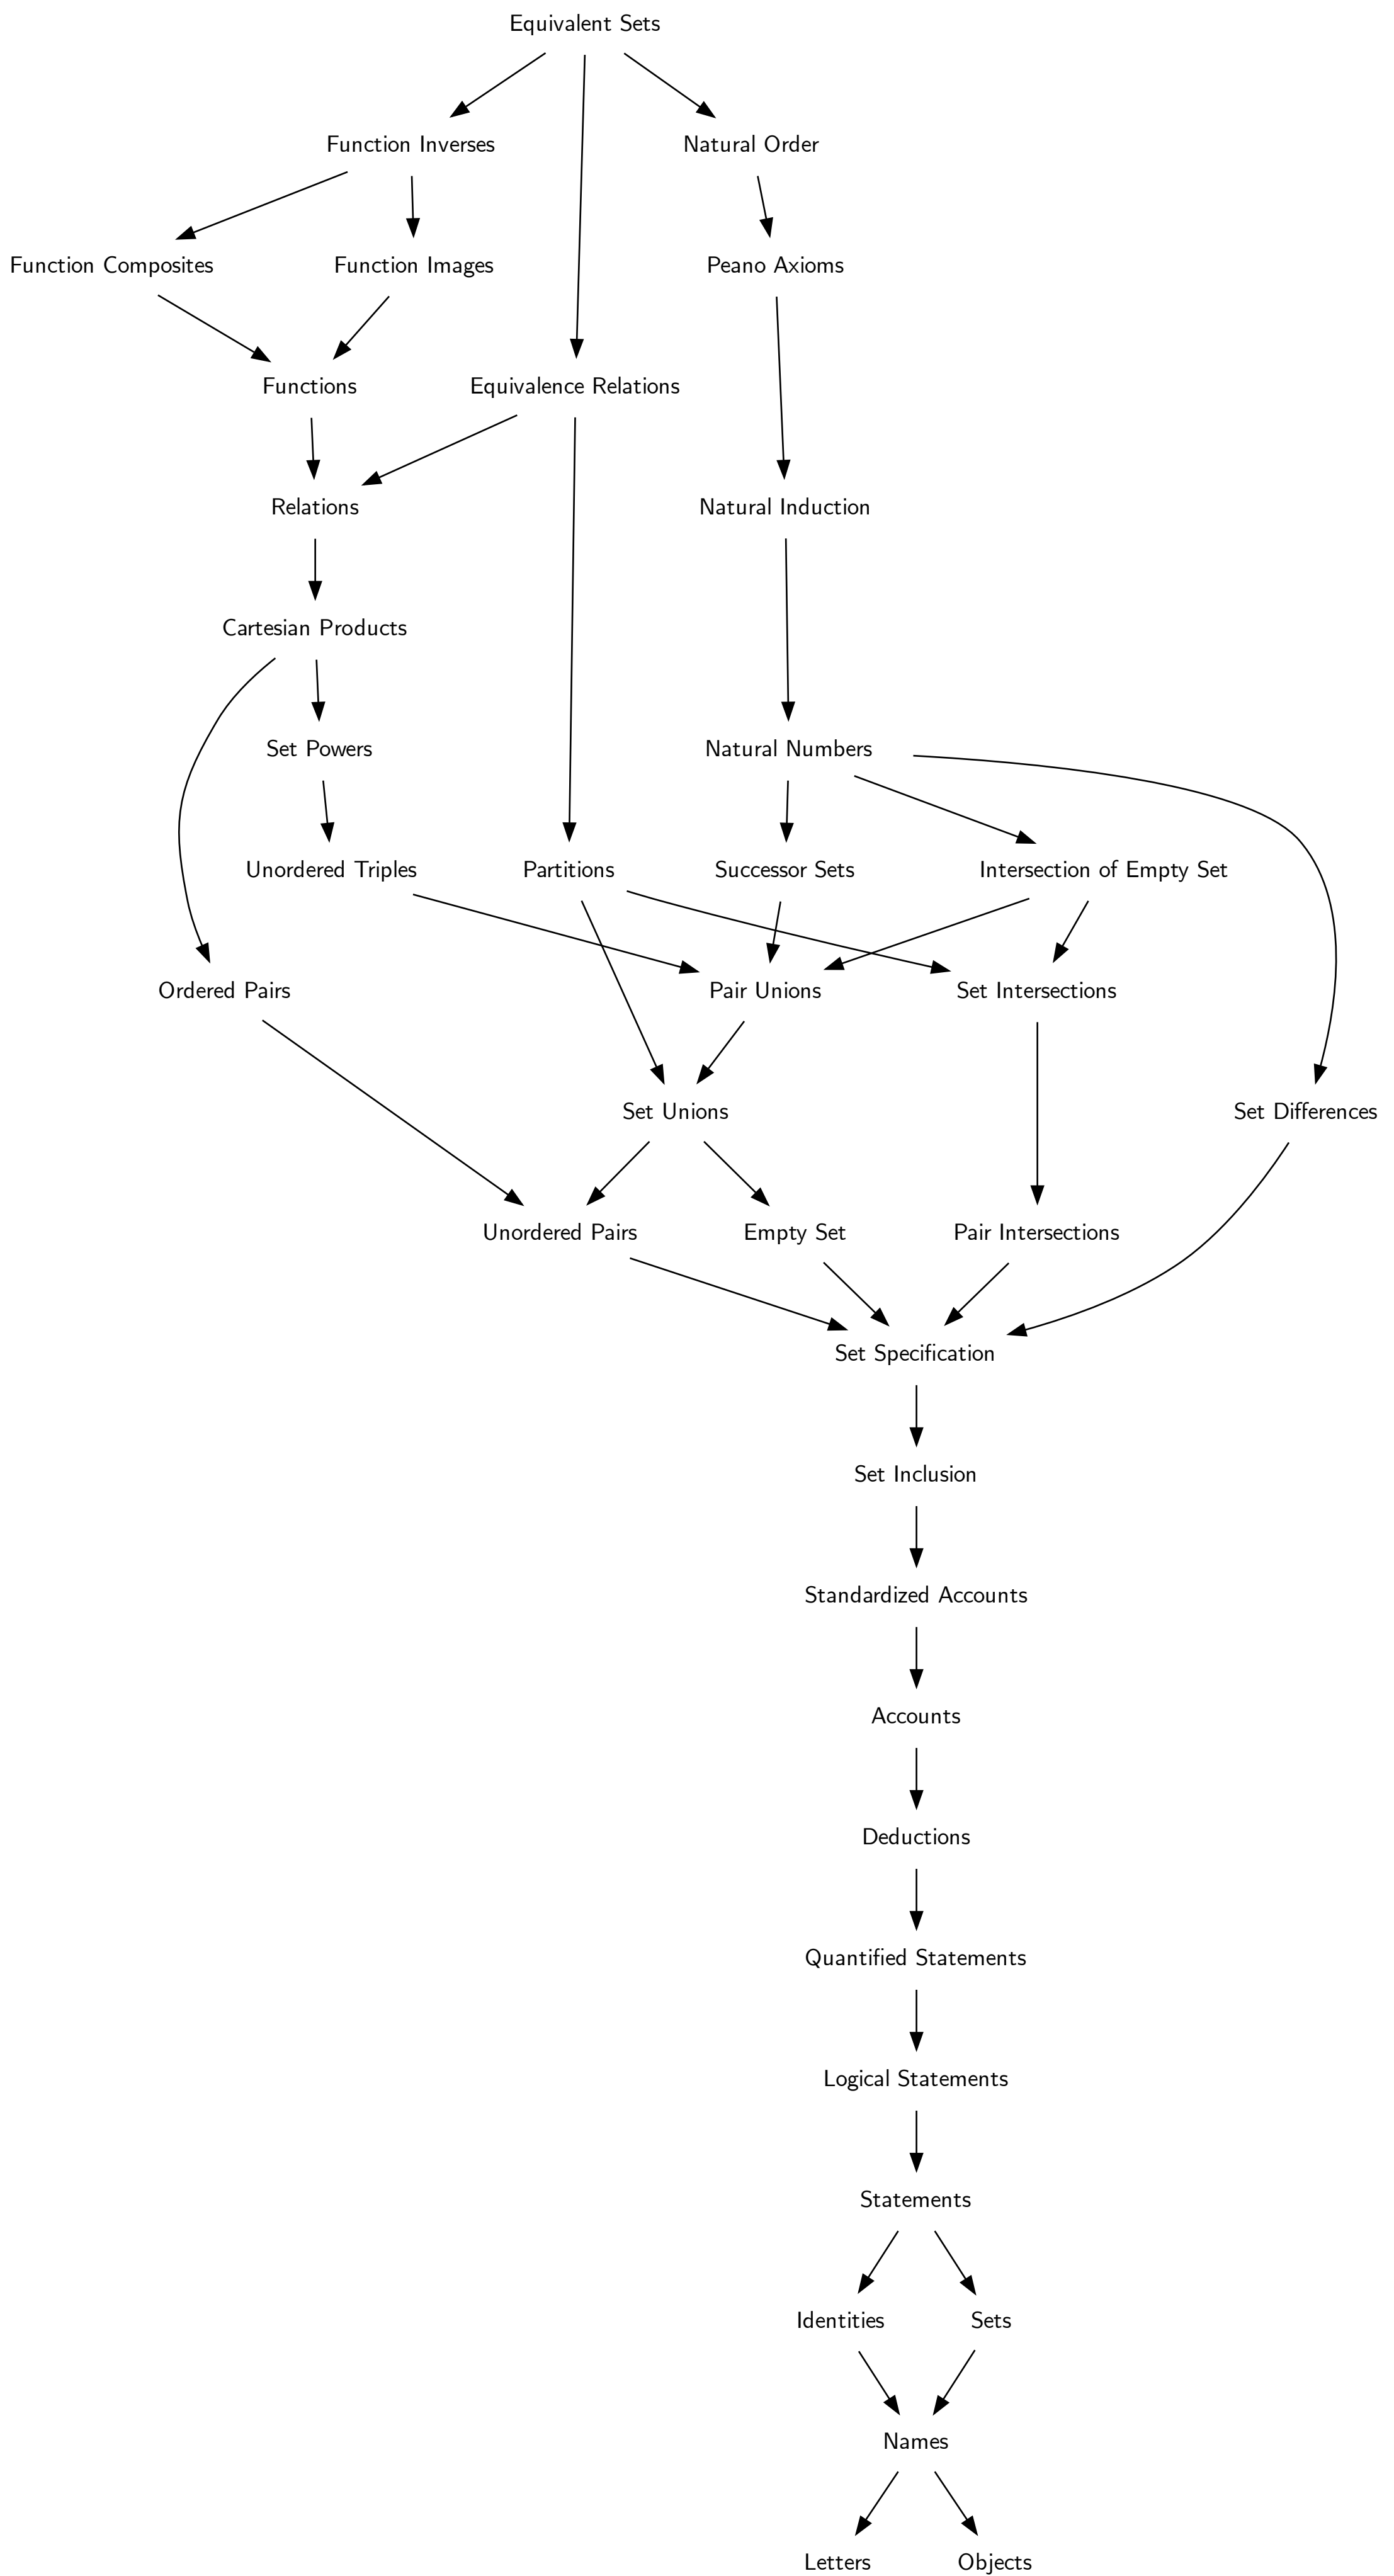 Equivalent Sets
Function Inverses
Natural Order
Function Composites
Function Images
Peano Axioms
Functions
Equivalence Relations
Relations
Natural Induction
Cartesian Products
Set Powers
Natural Numbers
Unordered Triples
Partitions
Successor Sets
Intersection of Empty Set
Ordered Pairs
Pair Unions
Set Intersections
Set Unions
Set Differences
Unordered Pairs
Empty Set
Pair Intersections
Set Specification
Set Inclusion
Standardized Accounts
Accounts
Deductions
Quantified Statements
Logical Statements
Statements
Identities
Sets
Names
Letters
Objects